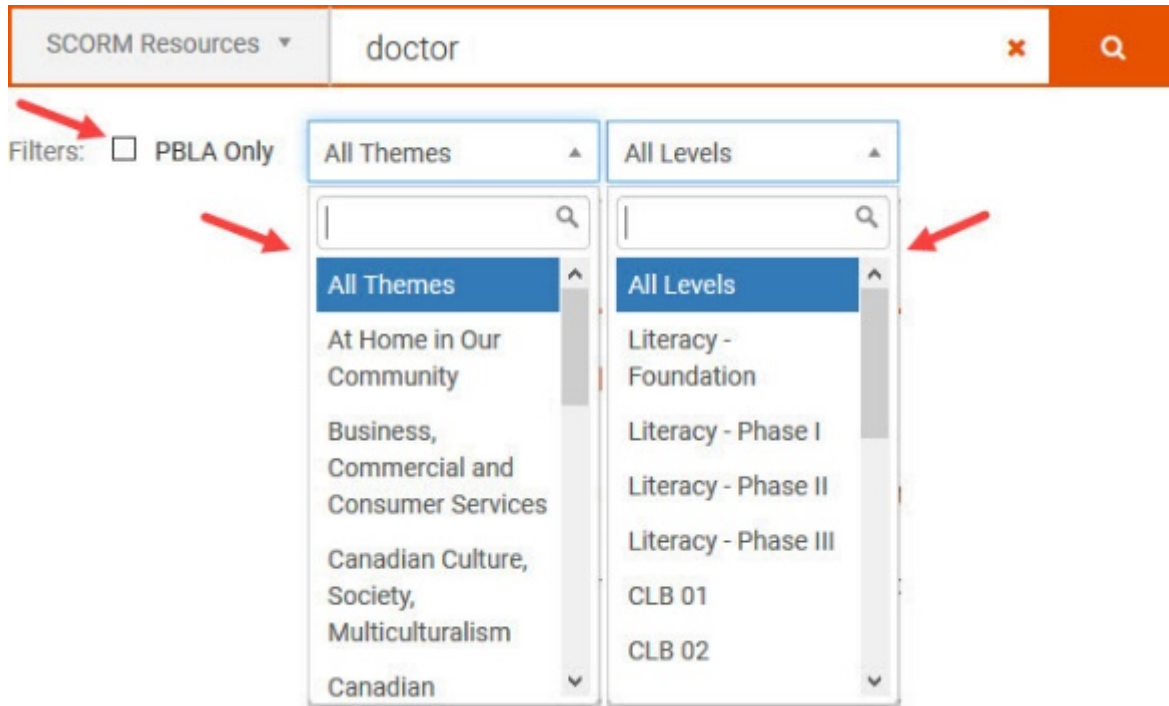 SCORM Resources
doctor
Filters:
PBLA Only
All Themes
All Levels
All Themes
At Home in Our
Community
Business,
Commercial and
Consumer Services
Canadian Culture,
Society,
Multiculturalism
Canadian
All Levels
Literacy -
Foundation
Literacy - Phase I
Literacy - Phase II
Literacy - Phase III
CLB 01
CLB 02